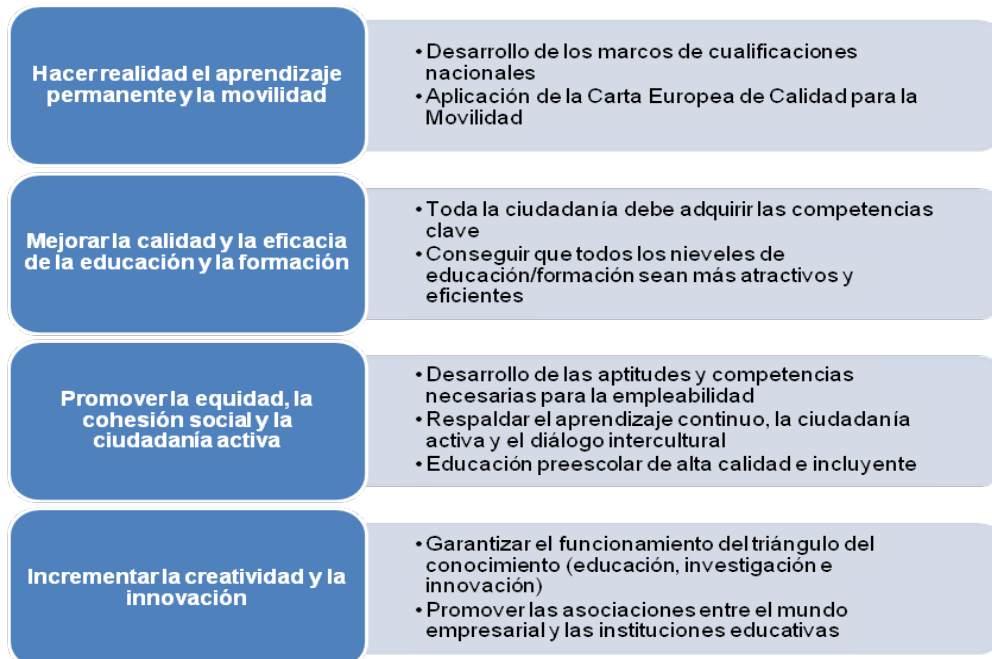 Hacer realidad el aprendizaje
permanente y la movilidad
• Desarrollo de los marcos de cualificaciones
nacionales
• Aplicación de la Carta Europea de Calidad para la
Movilidad
Mejorar la calidad y la eficacia
de la educación y la formación
• Toda la ciudadanía debe adquirir las competencias
clave
• Conseguir que todos los nieveles de
educación/formación sean más atractivos y
eficientes
Promover la equidad, la
cohesión social y la
ciudadanía activa
• Desarrollo de las aptitudes y competencias
necesarias para la empleabilidad
• Respaldar el aprendizaje continuo, la ciudadanía
activa y el diálogo intercultural
• Educación preescolar de alta calidad e incluyente
Incrementar la creatividad y la
innovación
• Garantizar el funcionamiento del triángulo del
conocimiento (educación, investigación e
innovación)
• Promover las asociaciones entre el mundo
empresarial y las instituciones educativas